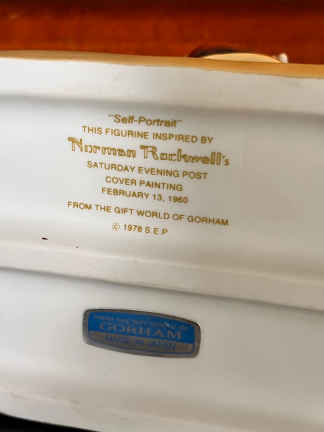 "Self-Portrait"
THIS FIGURINE INSPIRED BY
Norman Rockwell's
SATURDAY EVENING POST
COVER PAINTING
FEBRUARY 13, 1960
FROM THE GIFT WORLD OF GORHAM
© 1978 S.E.P
GORHAM